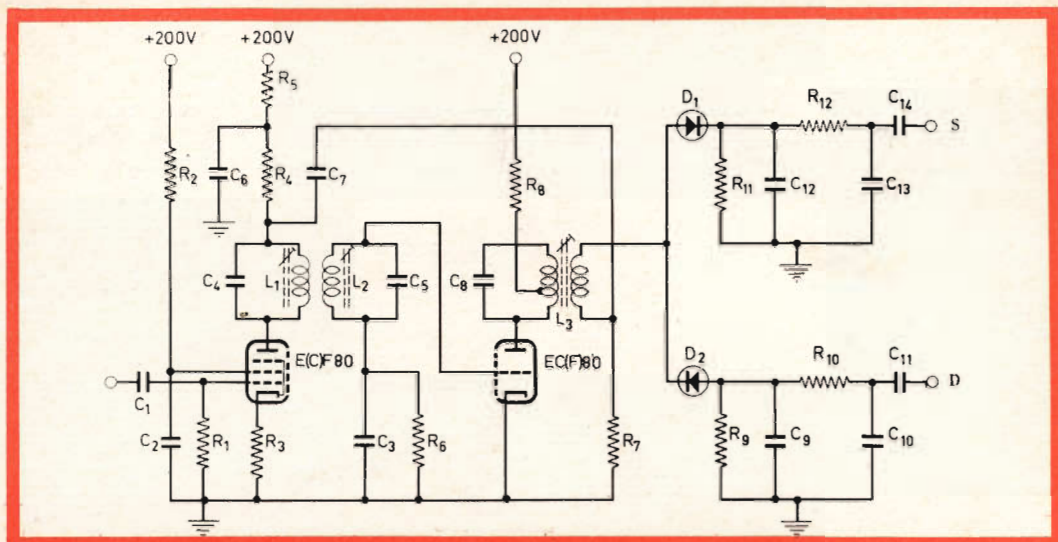 +200V +200V +200V
R5
D1 R12 C14 S
R2 C6 R4 C7 R8 R11 C12 C13
C4 L1 L2 C5 C8 L3
E(C)F80 EC(F)80
D2 R10 C11 D
C1 C2 R1 R3 C3 R6 R7 R9 C9 C10